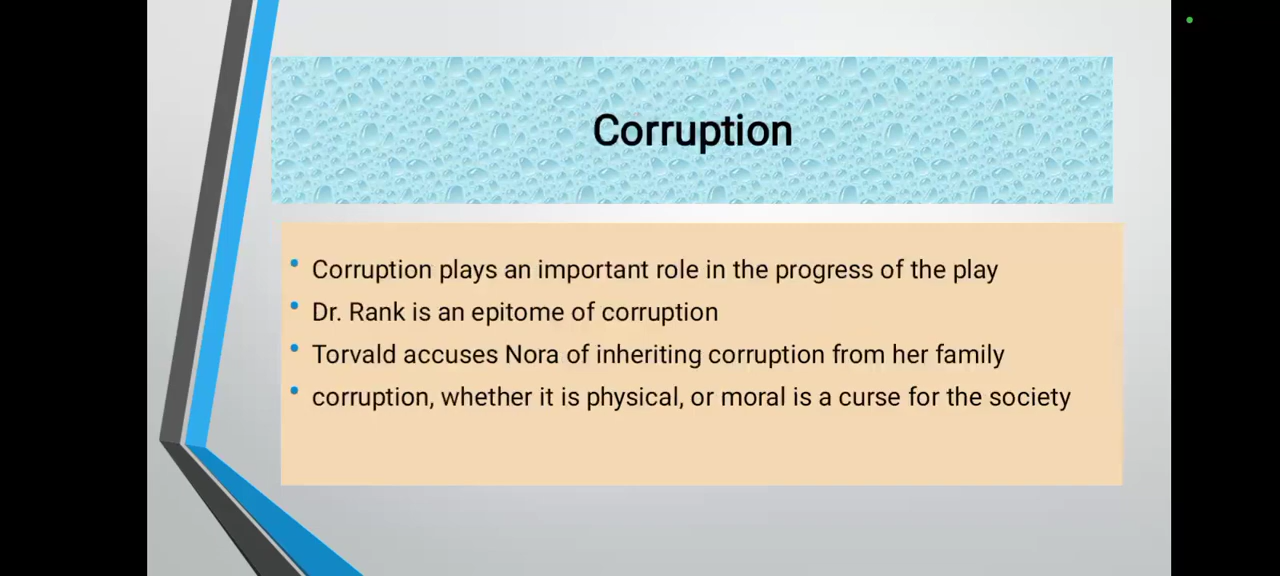 Corruption
• Corruption plays an important role in the progress of the play
• Dr. Rank is an epitome of corruption
• Torvald accuses Nora of inheriting corruption from her family
• corruption, whether it is physical, or moral is a curse for the society